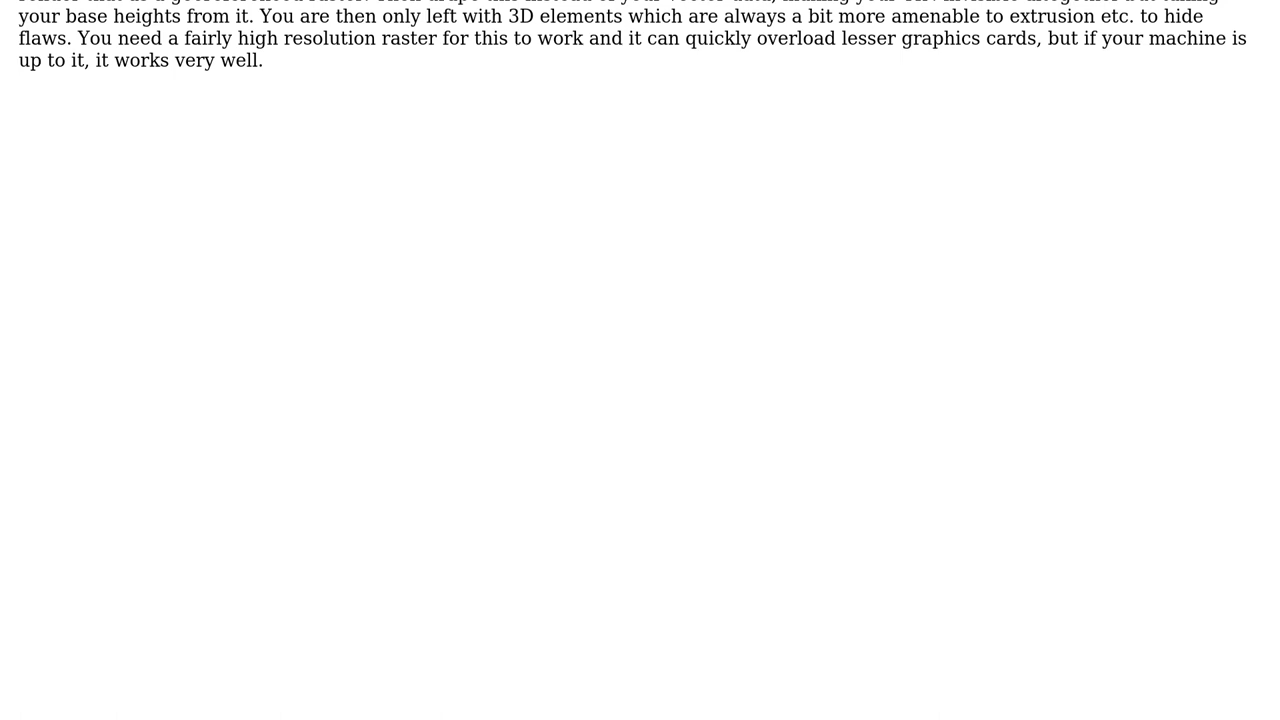 your base heights from it. You are then only left with 3D elements which are always a bit more amenable to extrusion etc. to hide
flaws. You need a fairly high resolution raster for this to work and it can quickly overload lesser graphics cards, but if your machine is
up to it, it works very well.